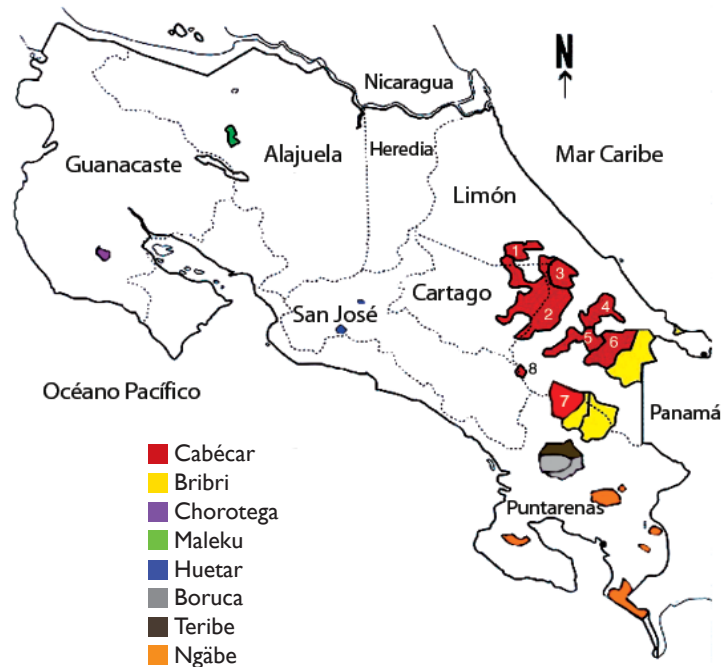 N
Nicaragua
Guanacaste
Alajuela
Heredia
Mar Caribe
Limón
1
3
Cartago
2
4
San José
5
6
8
7
Océano Pacífico
Panamá
Puntarenas
Cabécar
Bribri
Chorotega
Maleku
Huetar
Boruca
Teribe
Ngäbe